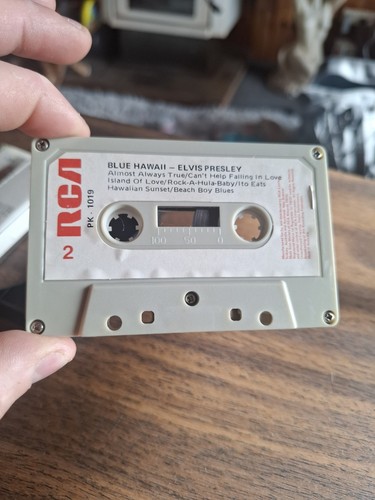 BLUE HAWAII – ELVIS PRESLEY
Almost Always True/Can't Help Falling In Love
Island Of Love/Rock-A-Hula-Baby/Ito Eats
Hawaiian Sunset/Beach Boy Blues
RCA
PK - 1019
2
100 50 0